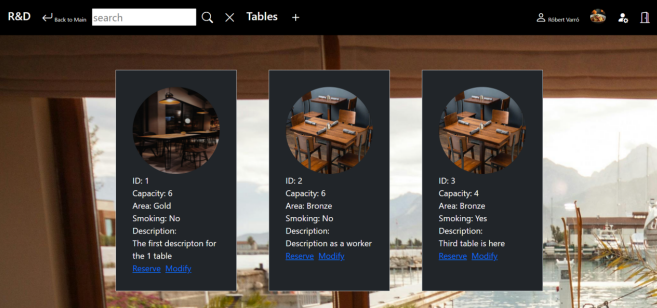 R&D Back to Main search Tables + Róbert Varró
ID: 1
Capacity: 6
Area: Gold
Smoking: No
Description:
The first descripton for
the 1 table
Reserve Modify
ID: 2
Capacity: 6
Area: Bronze
Smoking: No
Description:
Description as a worker
Reserve Modify
ID: 3
Capacity: 4
Area: Bronze
Smoking: Yes
Description:
Third table is here
Reserve Modify